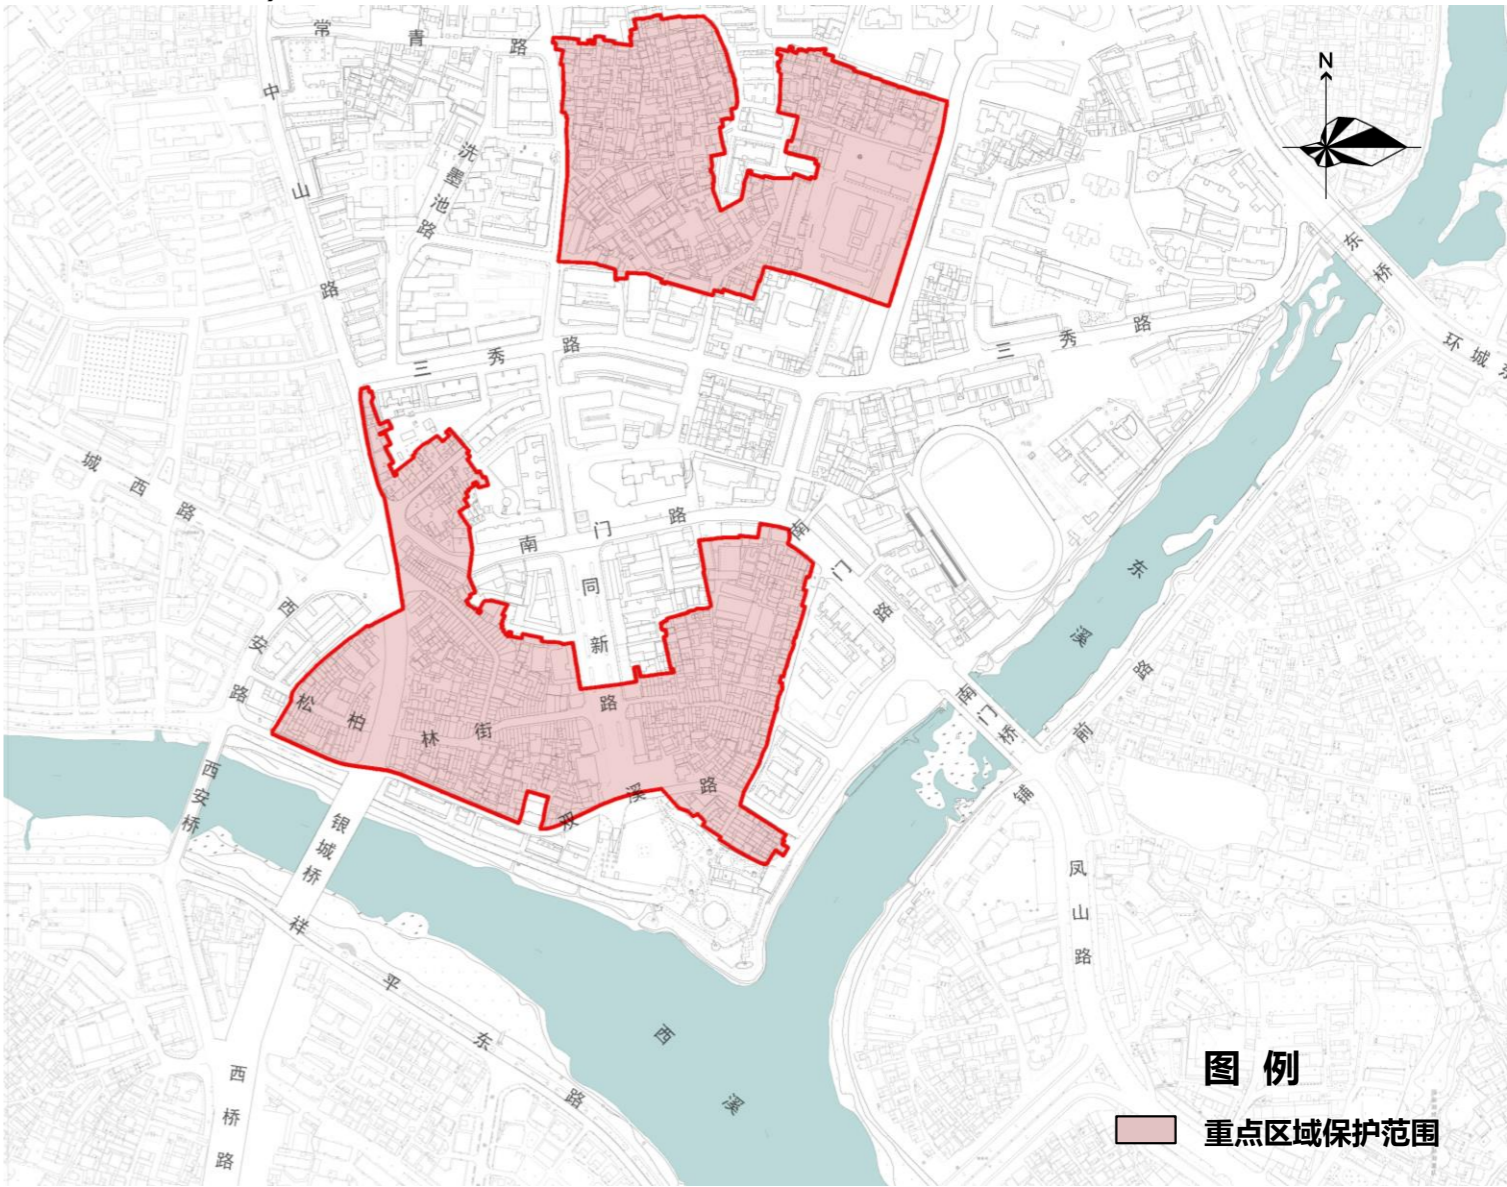 常青路
中山路
洗墨池路
N
东桥
环城东
三秀路
三秀路
城西路
南门路
南门路
同新路
西安路
东溪
松柏林街
南门桥
铺前路
双溪路
西安桥
银城桥
祥平东路
凤山路
西溪
西桥路
图例
重点区域保护范围